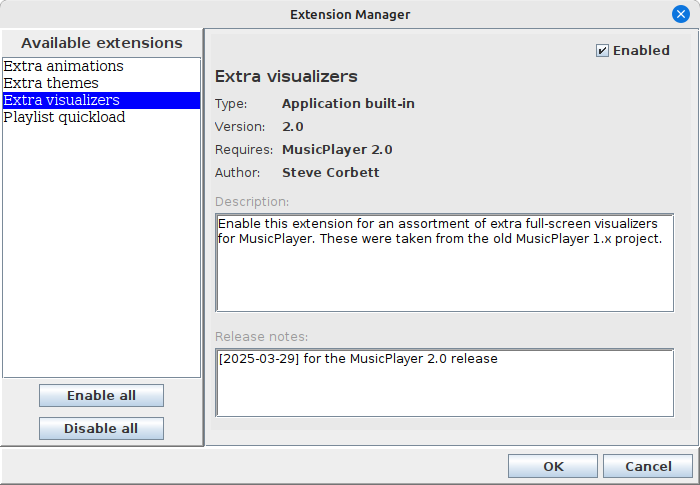 Extension Manager
Available extensions
Extra animations
Extra themes
Extra visualizers
Playlist quickload
Enable all
Disable all
Enabled
Extra visualizers
Type: Application built-in
Version: 2.0
Requires: MusicPlayer 2.0
Author: Steve Corbett
Description:
Enable this extension for an assortment of extra full-screen visualizers
for MusicPlayer. These were taken from the old MusicPlayer 1.x project.
Release notes:
[2025-03-29] for the MusicPlayer 2.0 release
OK
Cancel